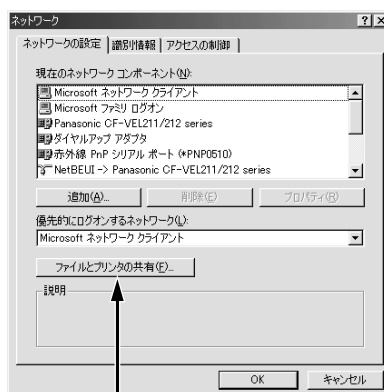 ネットワーク
ネットワークの設定 識別情報 アクセスの制御
現在のネットワーク コンポーネント(N):
Microsoft ネットワーク クライアント
Microsoft ファミリ ログオン
Panasonic CF-VEL211/212 series
ダイヤルアップ アダプタ
赤外線 PnP シリアル ポート (*PNP0510)
NetBEUI -> Panasonic CF-VEL211/212 series
追加(A)... 削除(E) プロパティ(R)
優先的にログオンするネットワーク(L):
Microsoft ネットワーク クライアント
ファイルとプリンタの共有(F)...
説明
OK キャンセル